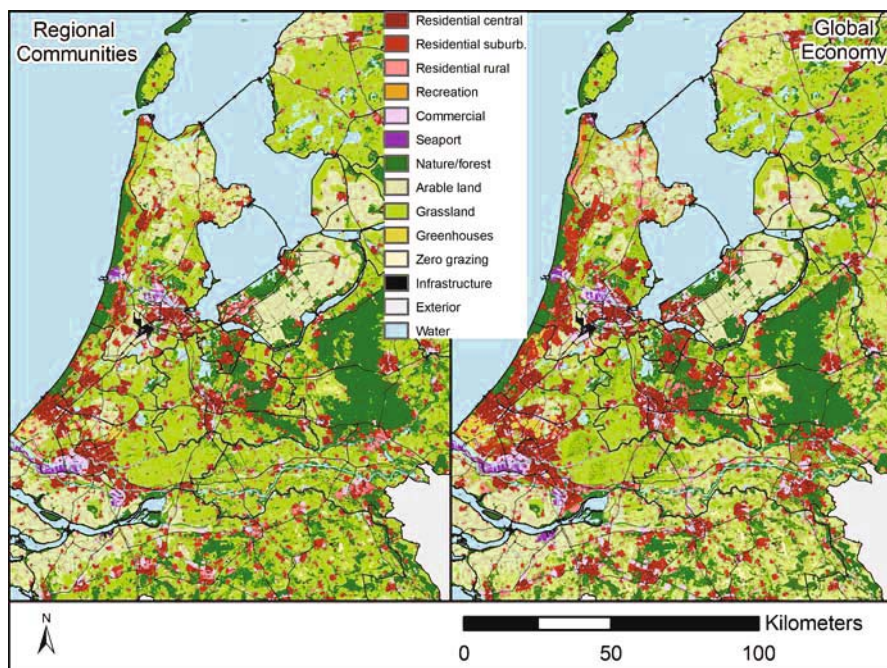 Regional
Communities
Residential central
Residential suburb.
Residential rural
Recreation
Commercial
Seaport
Nature/forest
Arable land
Grassland
Greenhouses
Zero grazing
Infrastructure
Exterior
Water
Global
Economy
N
Kilometers
0
50
100